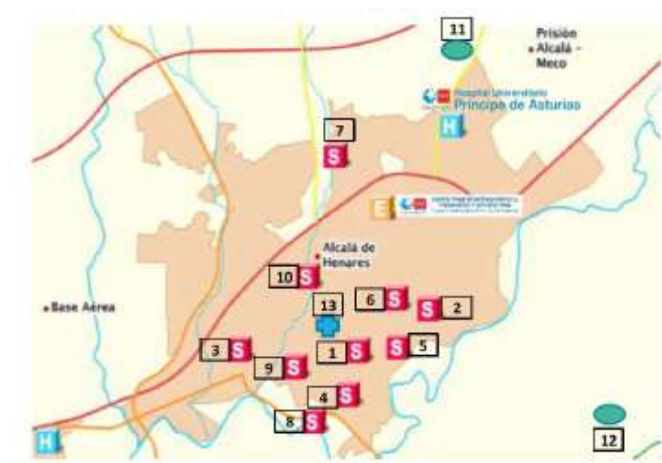 11
Prisión
Alcalá -
Meco
Hospital Universitario
Príncipe de Asturias
H
7
S
E
Alcalá de
Henares
10 S
6 S
S 2
13
Base Aérea
3 S
1 S
S 5
9 S
4 S
8 S
H
12